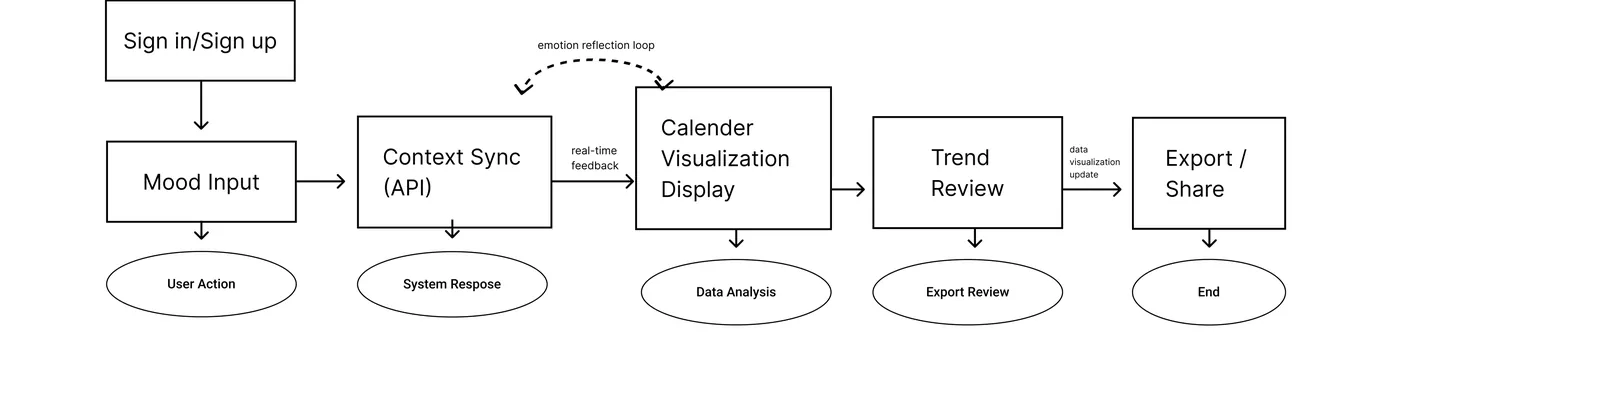 Sign in/Sign up
emotion reflection loop
Mood Input
Context Sync
(API)
real-time
feedback
Calender
Visualization
Display
Trend
Review
data
visualization
update
Export /
Share
User Action
System Respose
Data Analysis
Export Review
End